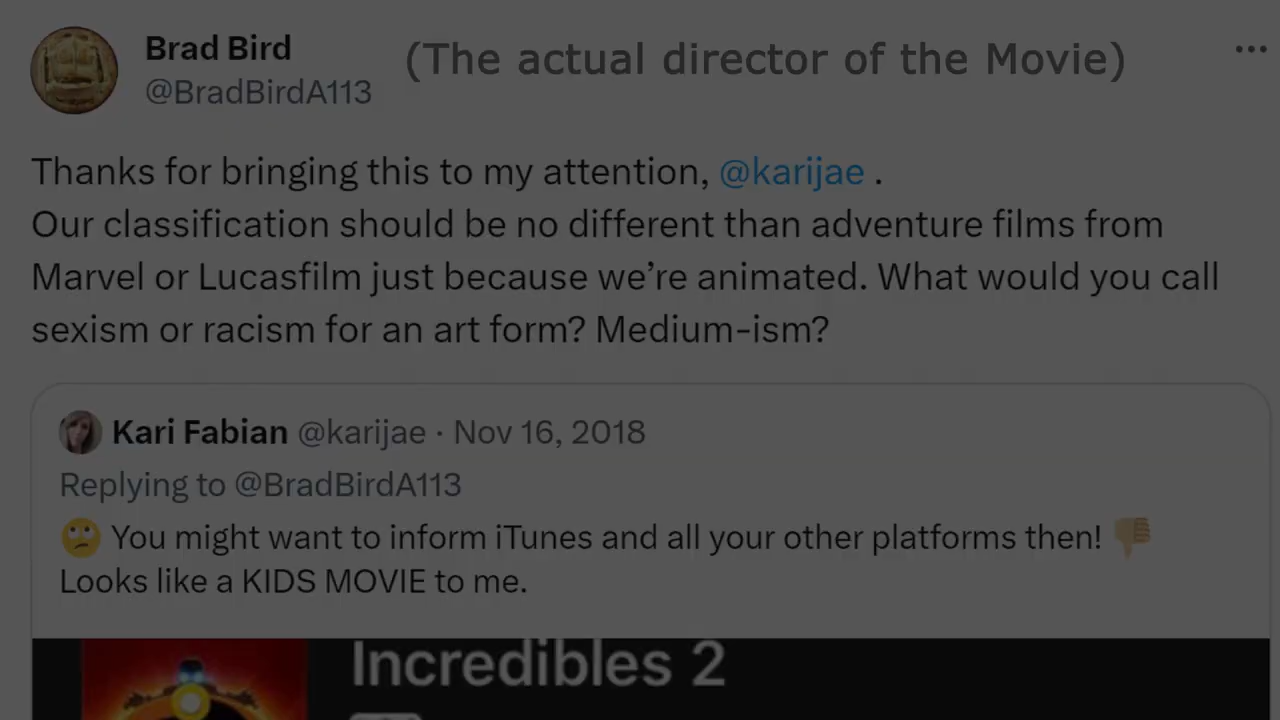 Brad Bird
(The actual director of the Movie)
@BradBirdA113
Thanks for bringing this to my attention, @karijae .
Our classification should be no different than adventure films from
Marvel or Lucasfilm just because we’re animated. What would you call
sexism or racism for an art form? Medium-ism?
Kari Fabian @karijae · Nov 16, 2018
Replying to @BradBirdA113
🙄 You might want to inform iTunes and all your other platforms then! 👎
Looks like a KIDS MOVIE to me.
Incredibles 2